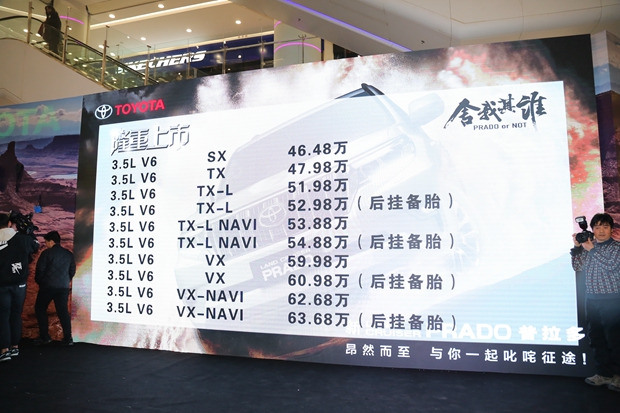 SKECHERS
TOYOTA
舍我其谁
PRADO or NOT
隆重上市
3.5L V6 SX 46.48万
3.5L V6 TX 47.98万
3.5L V6 TX-L 51.98万
3.5L V6 TX-L 52.98万（后挂备胎）
3.5L V6 TX-L NAVI 53.88万
3.5L V6 TX-L NAVI 54.88万（后挂备胎）
3.5L V6 VX 59.98万
3.5L V6 VX 60.98万（后挂备胎）
3.5L V6 VX-NAVI 62.68万
3.5L V6 VX-NAVI 63.68万（后挂备胎）
PRADO 普拉多
昂然而至 与你一起叱咤征途！